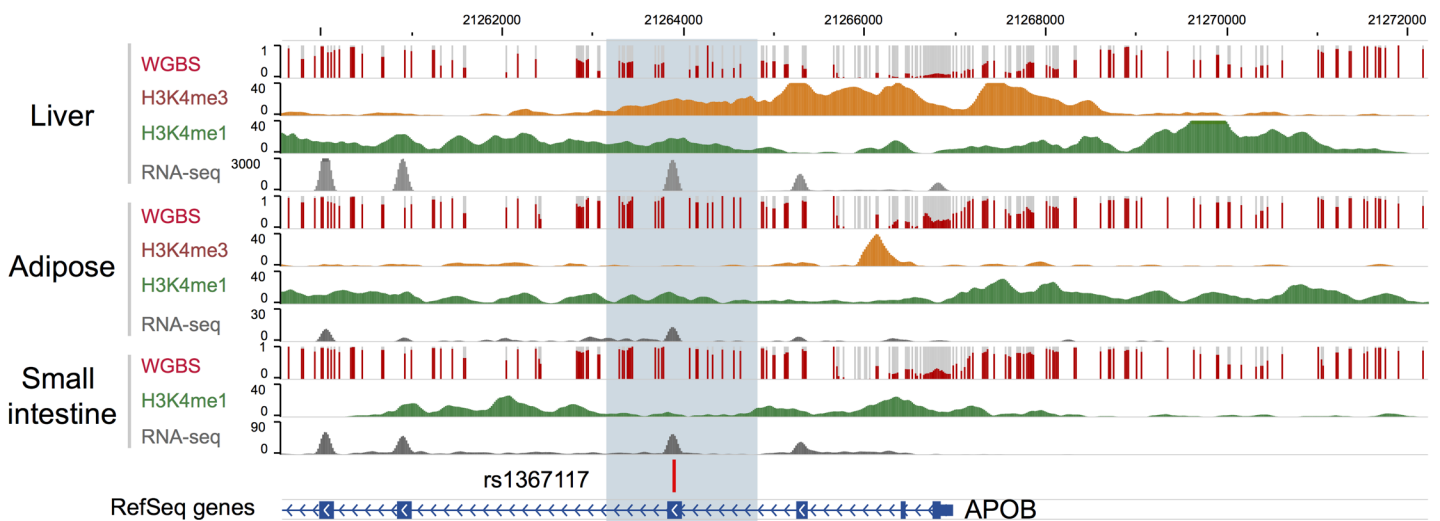 21262000 21264000 21266000 21268000 21270000 21272000
Liver
WGBS 1 0
H3K4me3 40 0
H3K4me1 40 0
RNA-seq 3000 0
Adipose
WGBS 1 0
H3K4me3 40 0
H3K4me1 40 0
RNA-seq 30 0
Small
intestine
WGBS 1 0
H3K4me1 40 0
RNA-seq 90 0
rs1367117
RefSeq genes APOB